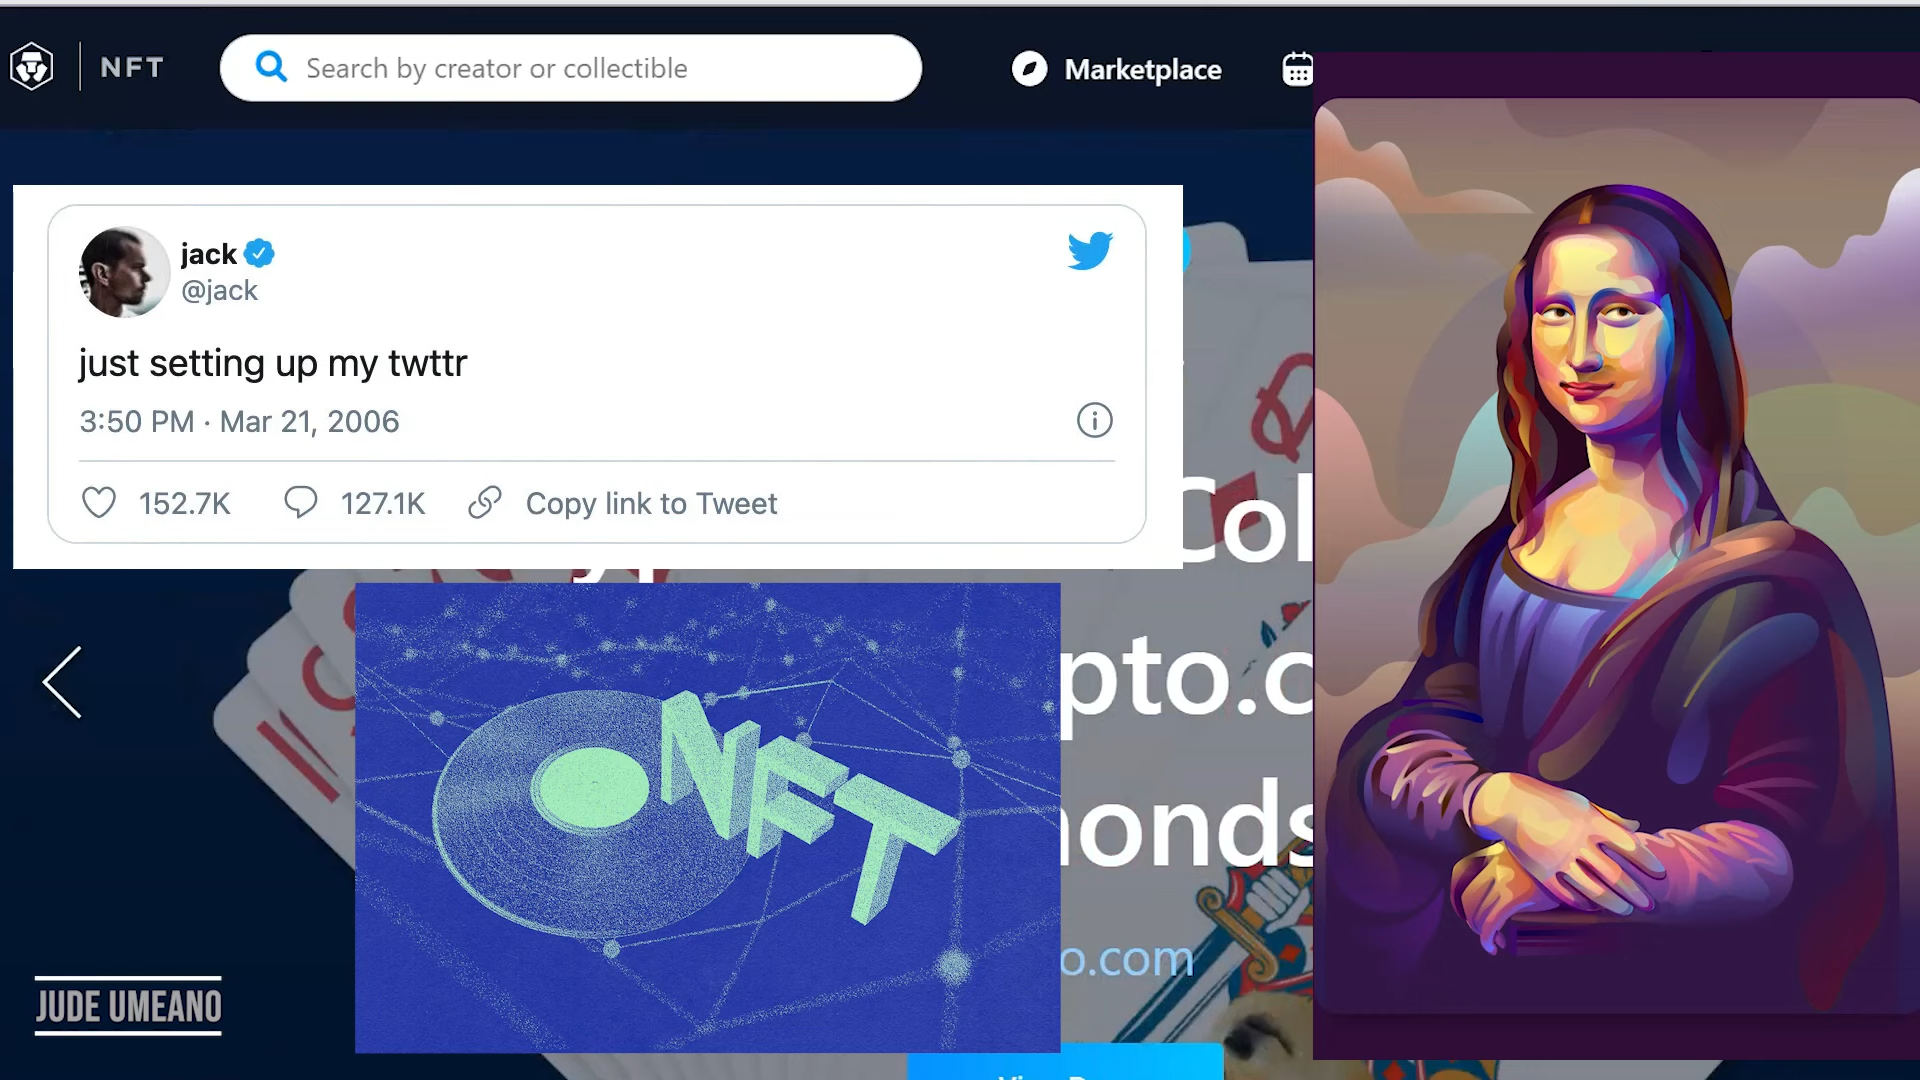 NFT
Search by creator or collectible
Marketplace
jack
@jack
just setting up my twttr
3:50 PM · Mar 21, 2006
152.7K 127.1K Copy link to Tweet
NFT
o.com
JUDE UMEANO